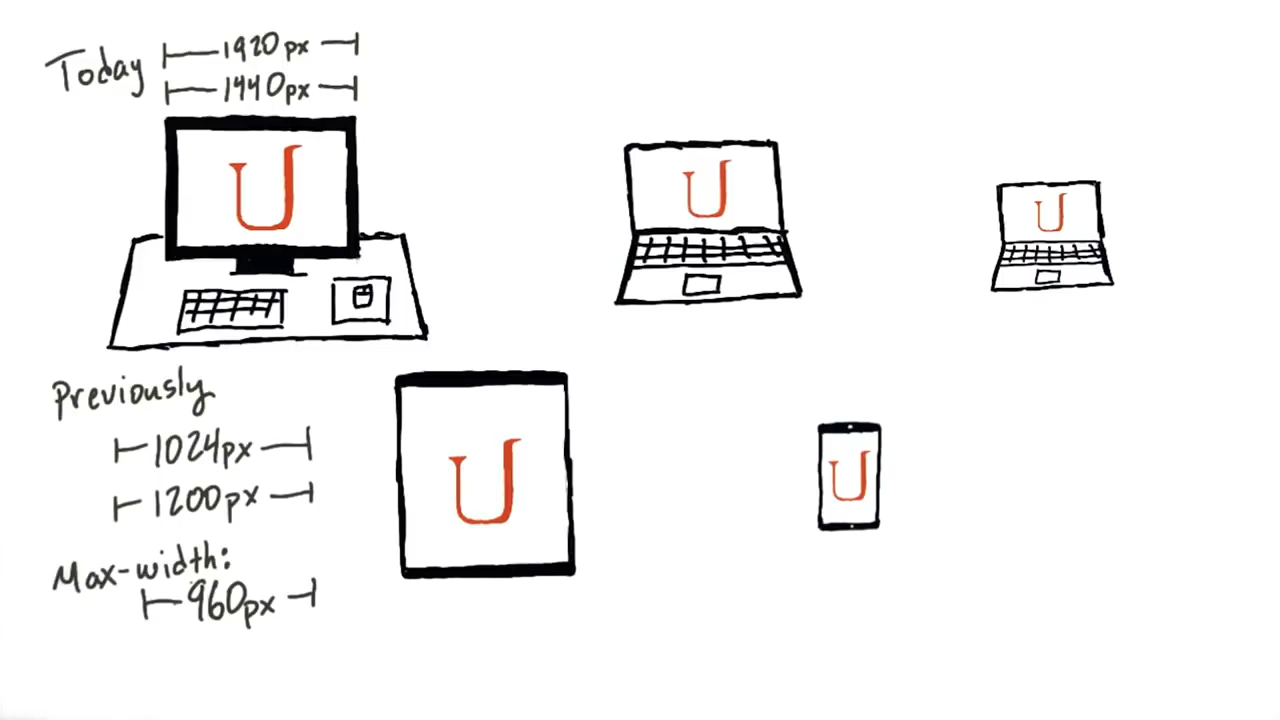 Today
1920px
1440px
U
U
U
Previously
1024px
1200px
U
U
Max-width:
960px